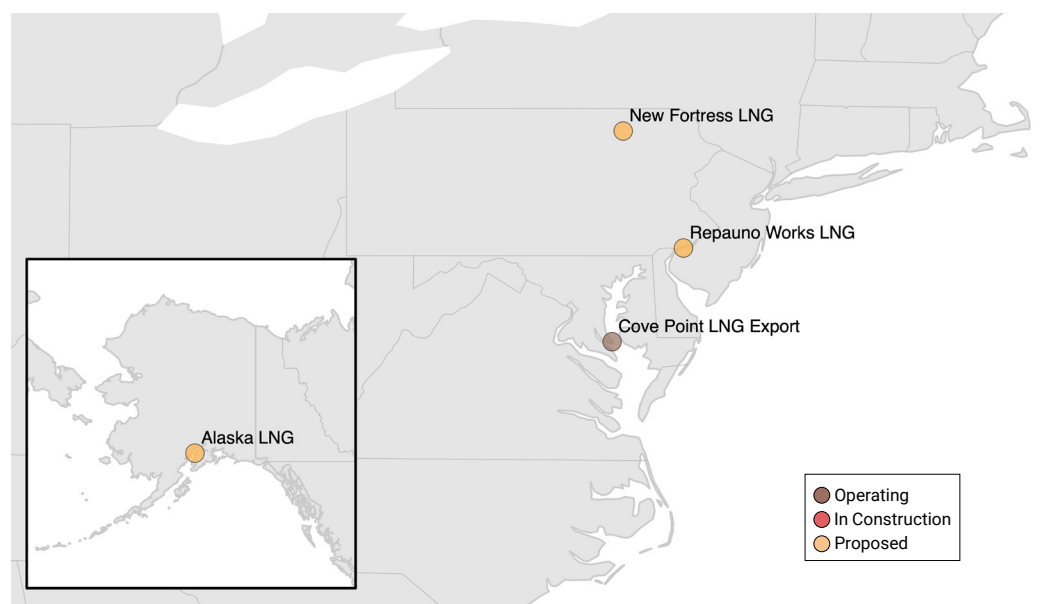 New Fortress LNG
Repauno Works LNG
Cove Point LNG Export
Alaska LNG
Operating
In Construction
Proposed